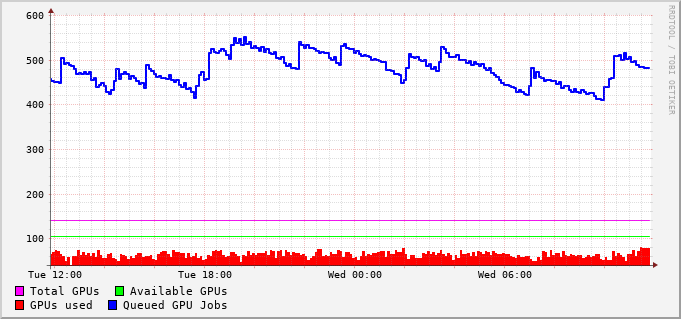 600
500
400
300
200
100
Tue 12:00 Tue 18:00 Wed 00:00 Wed 06:00
Total GPUs Available GPUs
GPUs used Queued GPU Jobs
RRDTOOL / TOBI OETIKER